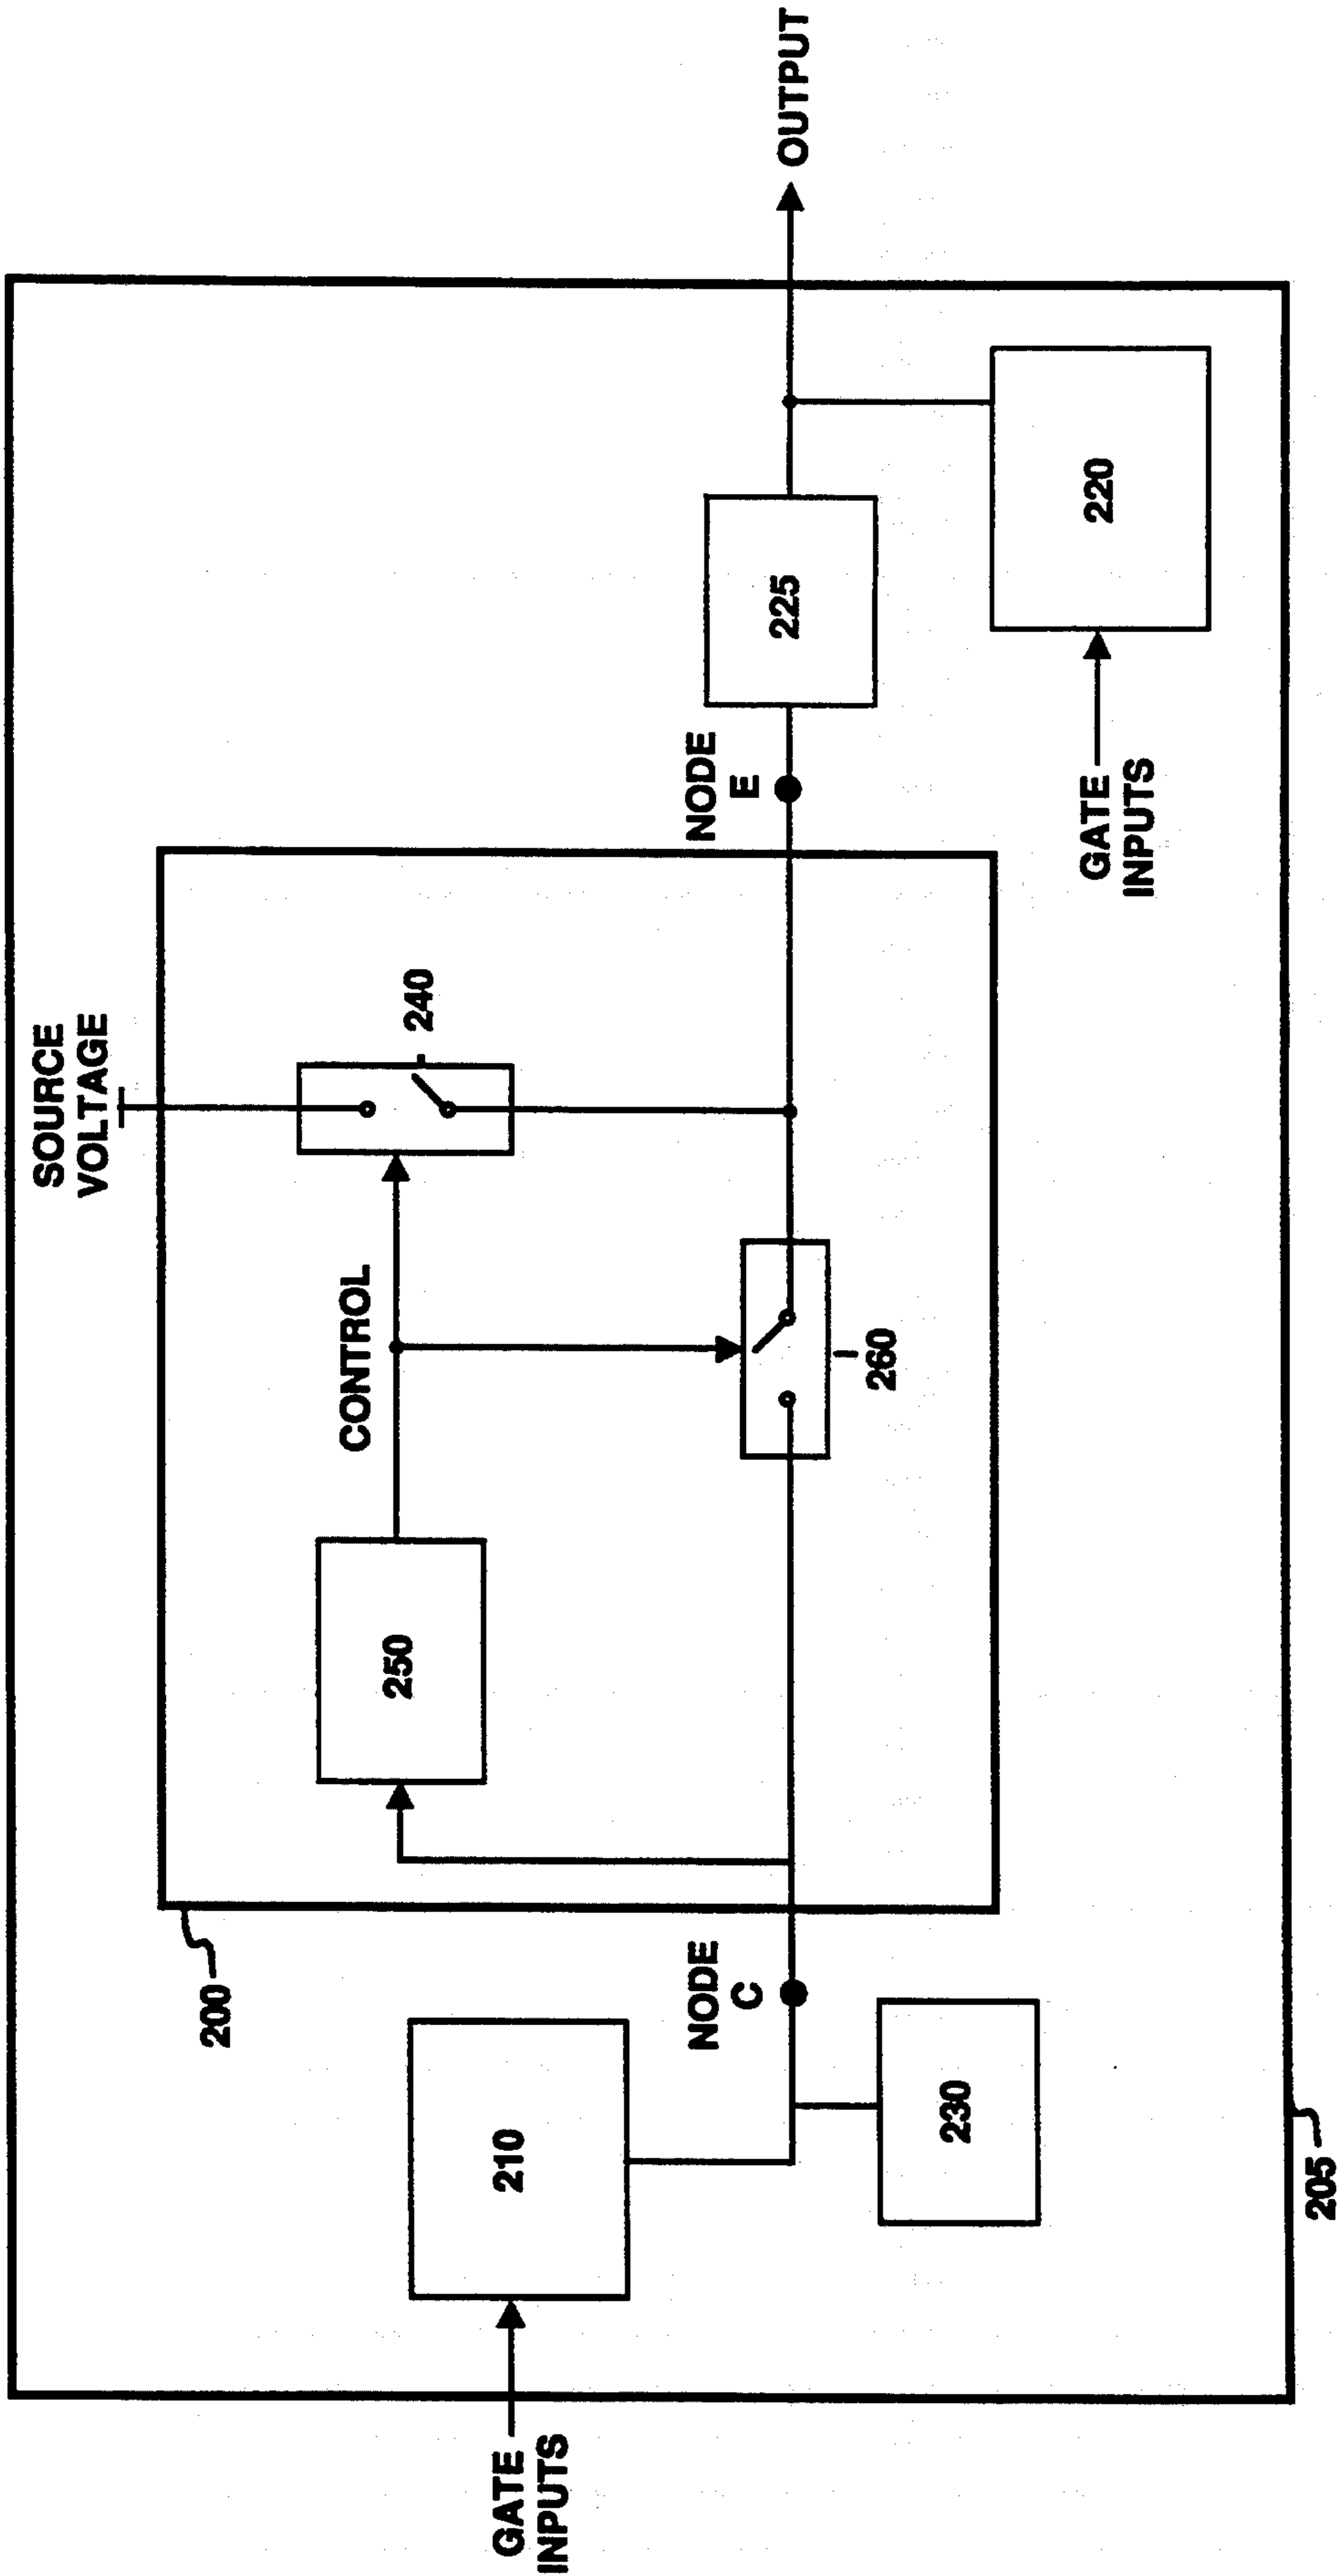 SOURCE
VOLTAGE
200
CONTROL
240
250
210
NODE
C
NODE
E
260
225
OUTPUT
230
GATE
INPUTS
GATE
INPUTS
220
205